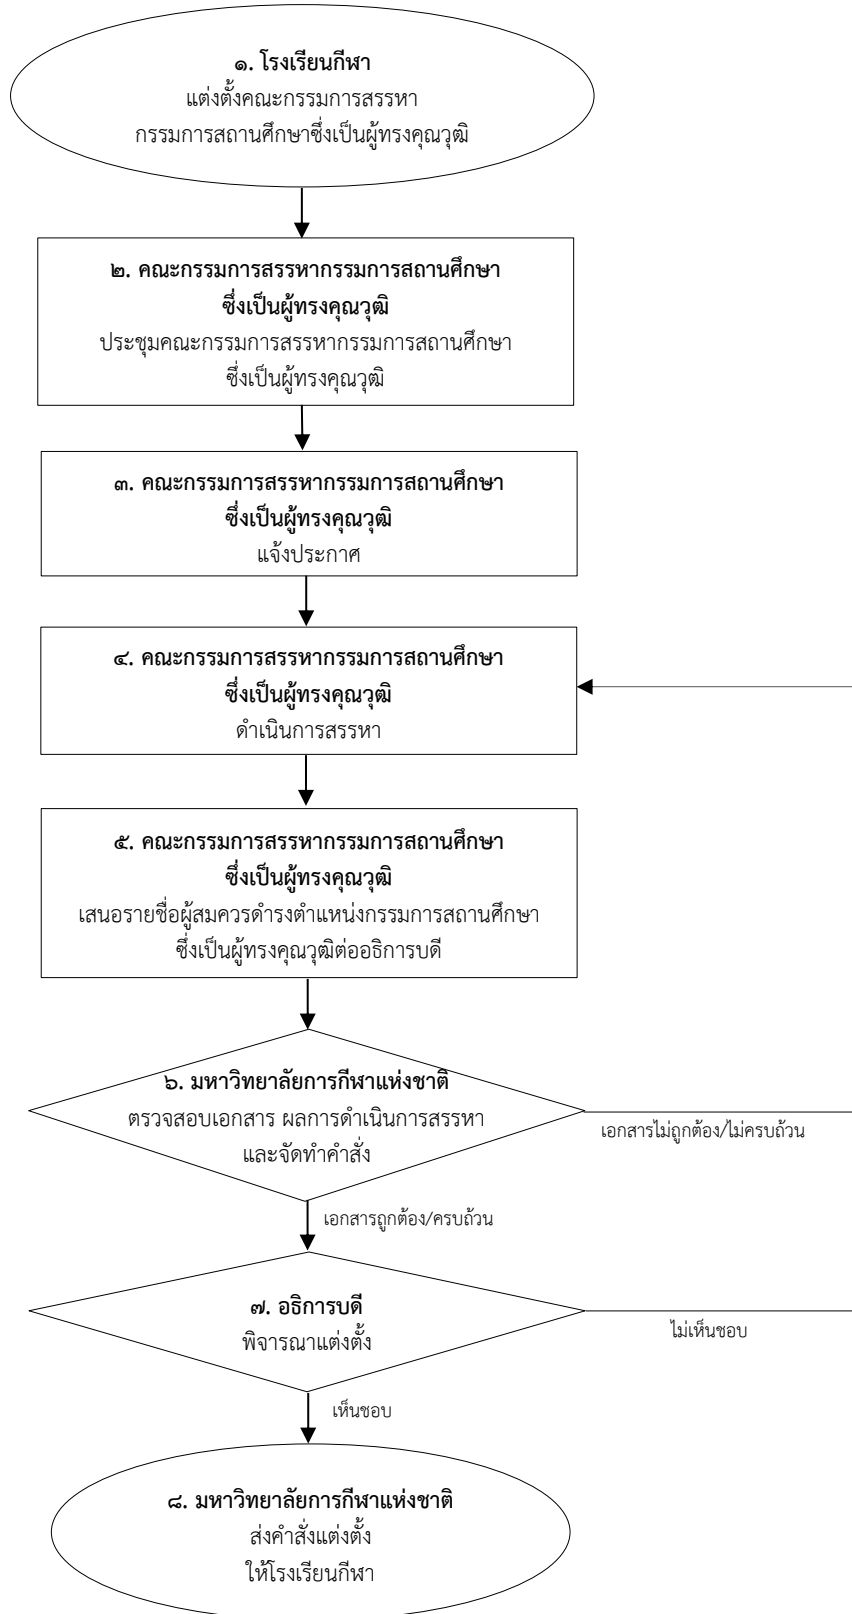 ๑. โรงเรียนกีฬา
แต่งตั้งคณะกรรมการสรรหา
กรรมการสถานศึกษาซึ่งเป็นผู้ทรงคุณวุฒิ
๒. คณะกรรมการสรรหากรรมการสถานศึกษา
ซึ่งเป็นผู้ทรงคุณวุฒิ
ประชุมคณะกรรมการสรรหากรรมการสถานศึกษา
ซึ่งเป็นผู้ทรงคุณวุฒิ
๓. คณะกรรมการสรรหากรรมการสถานศึกษา
ซึ่งเป็นผู้ทรงคุณวุฒิ
แจ้งประกาศ
๔. คณะกรรมการสรรหากรรมการสถานศึกษา
ซึ่งเป็นผู้ทรงคุณวุฒิ
ดำเนินการสรรหา
๕. คณะกรรมการสรรหากรรมการสถานศึกษา
ซึ่งเป็นผู้ทรงคุณวุฒิ
เสนอรายชื่อผู้สมควรดำรงตำแหน่งกรรมการสถานศึกษา
ซึ่งเป็นผู้ทรงคุณวุฒิต่ออธิการบดี
๖. มหาวิทยาลัยการกีฬาแห่งชาติ
ตรวจสอบเอกสาร ผลการดำเนินการสรรหา
และจัดทำคำสั่ง
เอกสารไม่ถูกต้อง/ไม่ครบถ้วน
เอกสารถูกต้อง/ครบถ้วน
๗. อธิการบดี
พิจารณาแต่งตั้ง
ไม่เห็นชอบ
เห็นชอบ
๘. มหาวิทยาลัยการกีฬาแห่งชาติ
ส่งคำสั่งแต่งตั้ง
ให้โรงเรียนกีฬา